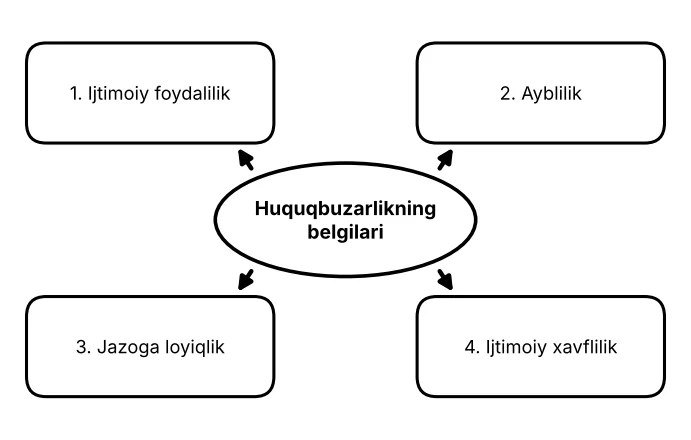 1. Ijtimoiy foydalilik
2. Ayblilik
Huquqbuzarlikning
belgilari
3. Jazoga loyiqlik
4. Ijtimoiy xavflilik